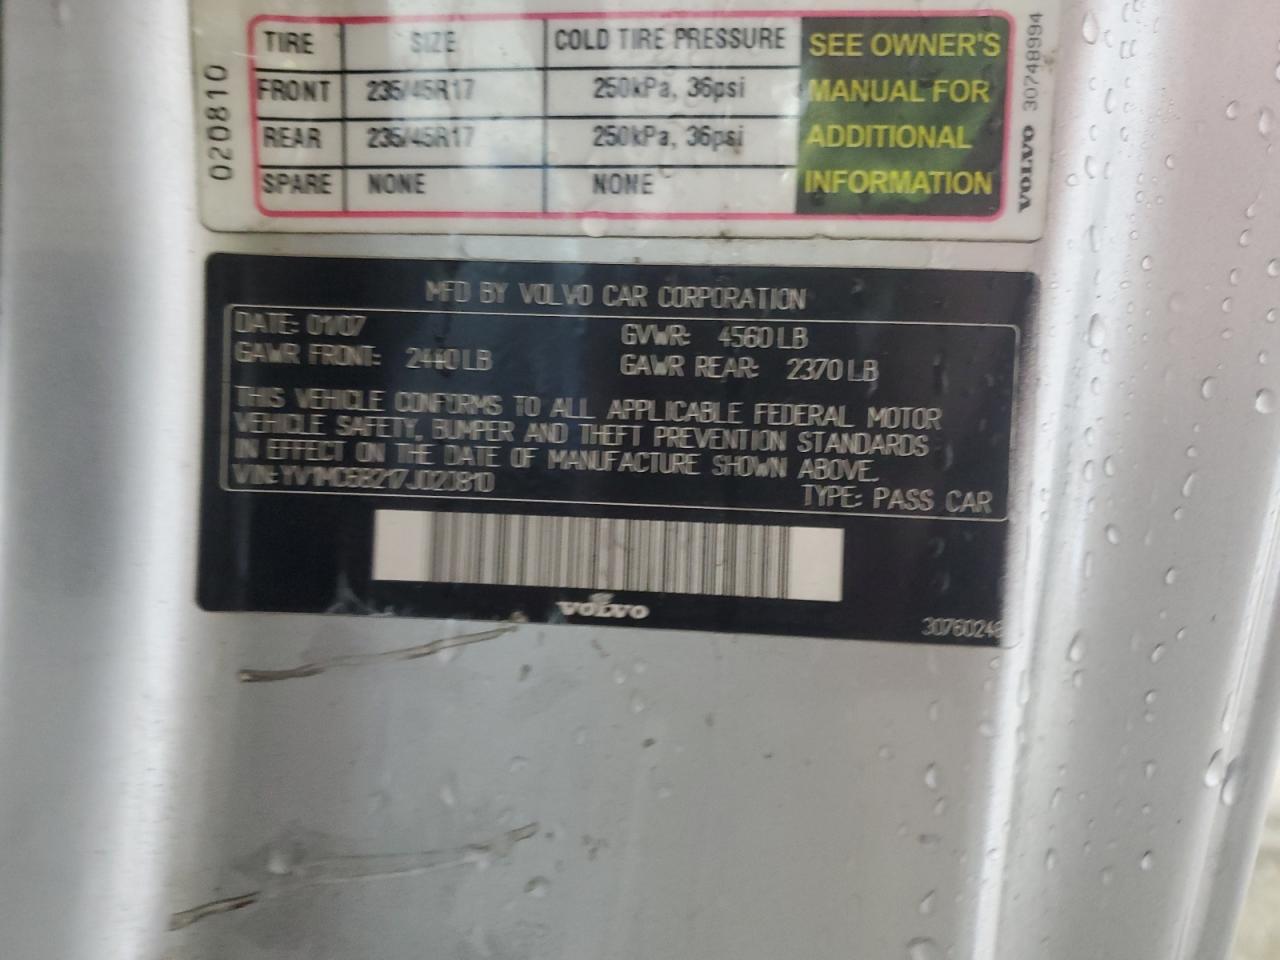 TIRE SIZE COLD TIRE PRESSURE SEE OWNER'S
FRONT 235/45R17 250kPa, 36psi MANUAL FOR
REAR 235/45R17 250kPa, 36psi ADDITIONAL
SPARE NONE NONE INFORMATION
020810
VOLVO 30748994
MFD BY VOLVO CAR CORPORATION
DATE: 01/07 GVWR: 4560 LB
GAWR FRONT: 2440 LB GAWR REAR: 2370 LB
THIS VEHICLE CONFORMS TO ALL APPLICABLE FEDERAL MOTOR
VEHICLE SAFETY, BUMPER AND THEFT PREVENTION STANDARDS
IN EFFECT ON THE DATE OF MANUFACTURE SHOWN ABOVE.
VIN: YV1MC68217J020810 TYPE: PASS CAR
VOLVO